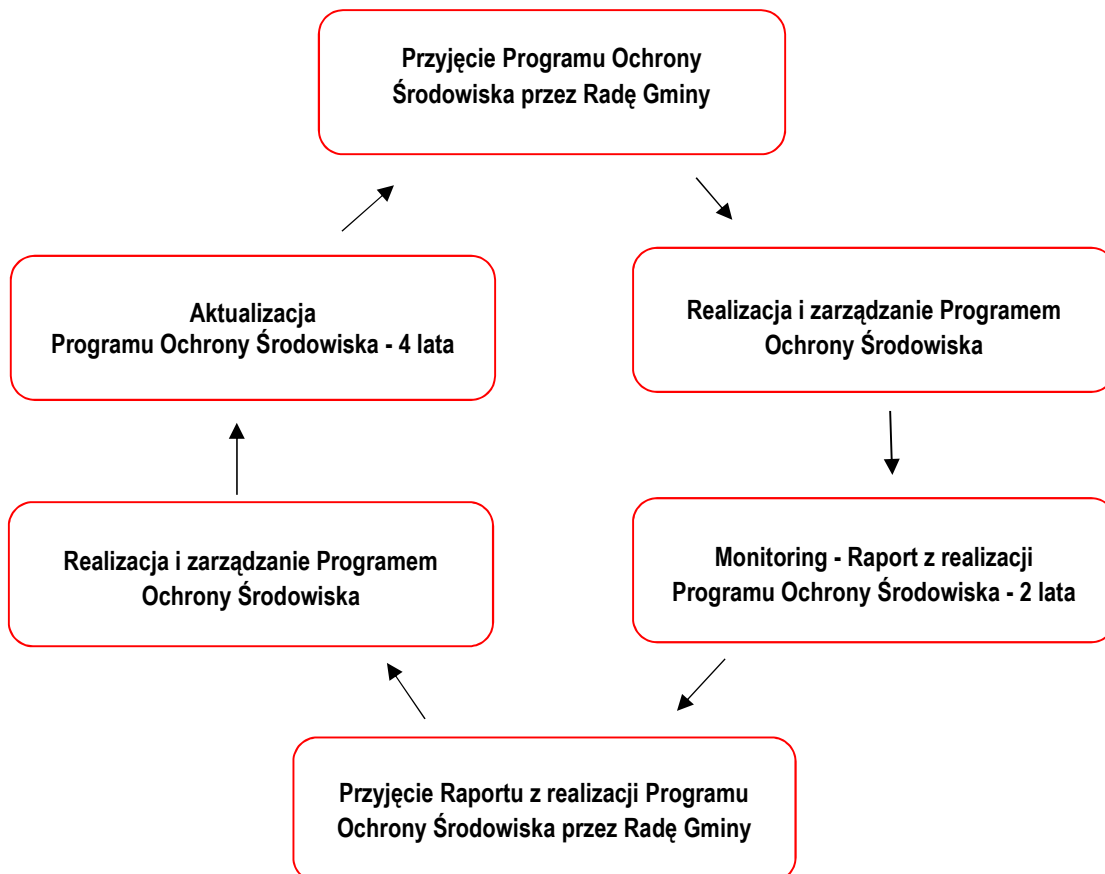 Przyjęcie Programu Ochrony
Środowiska przez Radę Gminy
Aktualizacja
Programu Ochrony Środowiska - 4 lata
Realizacja i zarządzanie Programem
Ochrony Środowiska
Realizacja i zarządzanie Programem
Ochrony Środowiska
Monitoring - Raport z realizacji
Programu Ochrony Środowiska - 2 lata
Przyjęcie Raportu z realizacji Programu
Ochrony Środowiska przez Radę Gminy